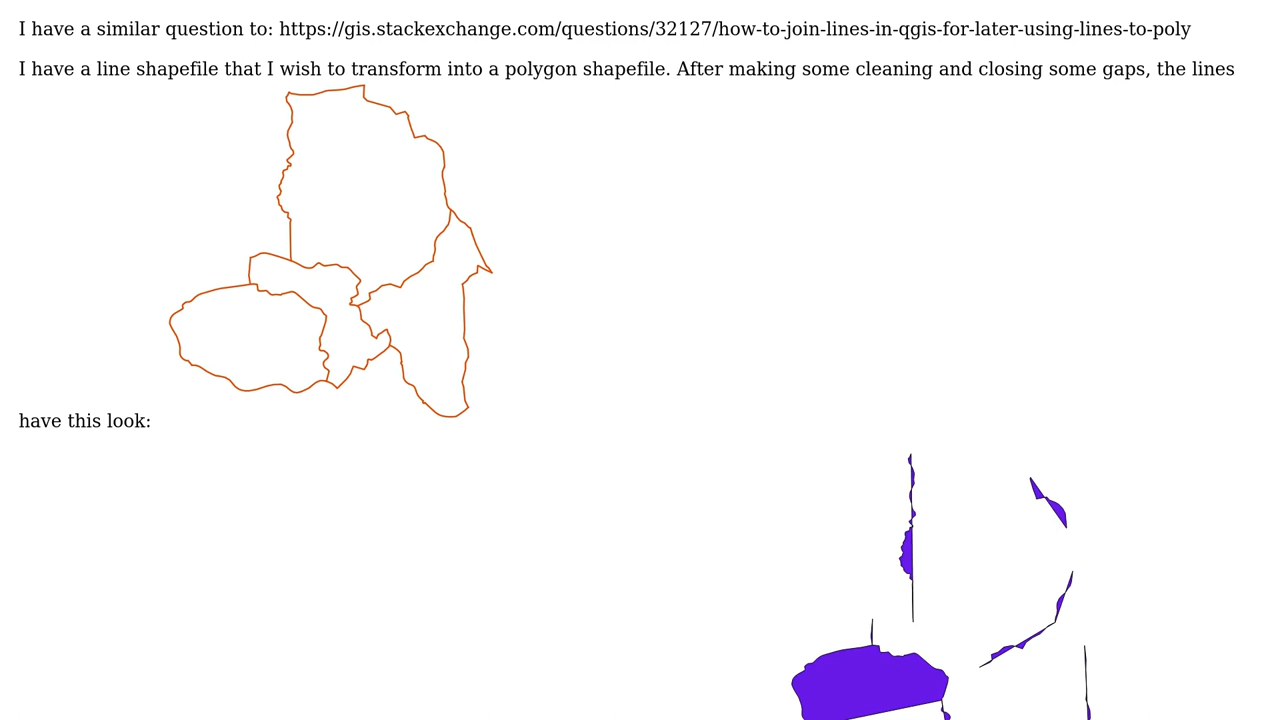 I have a similar question to: https://gis.stackexchange.com/questions/32127/how-to-join-lines-in-qgis-for-later-using-lines-to-poly
I have a line shapefile that I wish to transform into a polygon shapefile. After making some cleaning and closing some gaps, the lines
have this look: